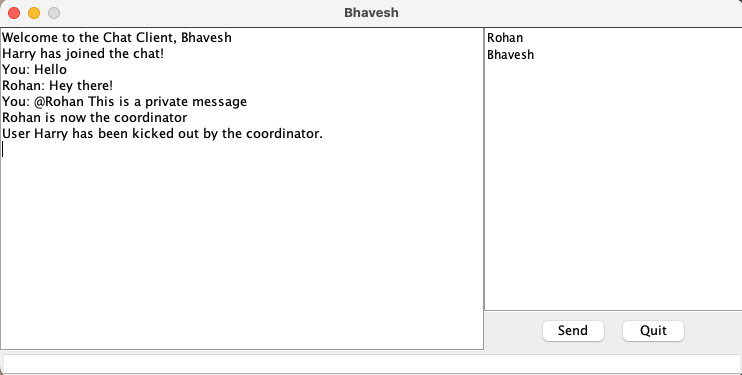 Bhavesh
Welcome to the Chat Client, Bhavesh
Harry has joined the chat!
You: Hello
Rohan: Hey there!
You: @Rohan This is a private message
Rohan is now the coordinator
User Harry has been kicked out by the coordinator.
Rohan
Bhavesh
Send
Quit